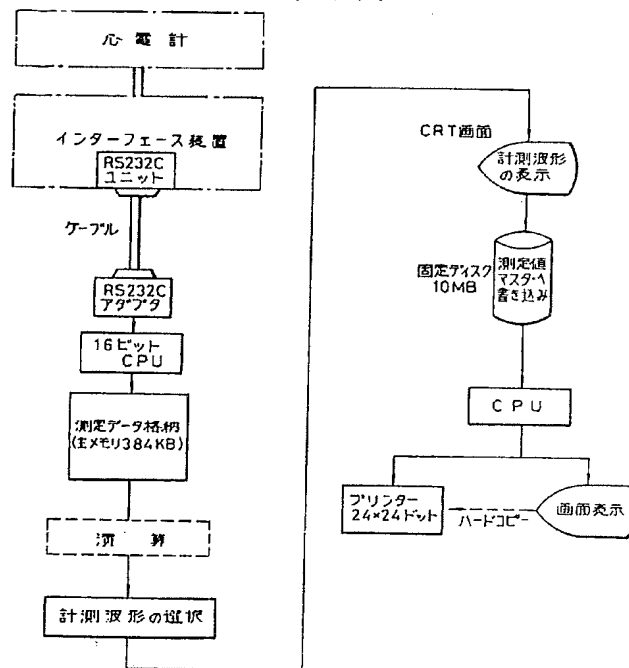 心電計
インターフェース装置
RS232C
ユニット
ケーブル
RS232C
アダプタ
16ビット
CPU
測定データ格納
(主メモリ384KB)
演算
計測波形の選択
CRT画面
計測波形
の表示
固定ディスク
10MB
測定値
マスターへ
書き込み
CPU
プリンター
24×24ドット
ハードコピー
画面表示